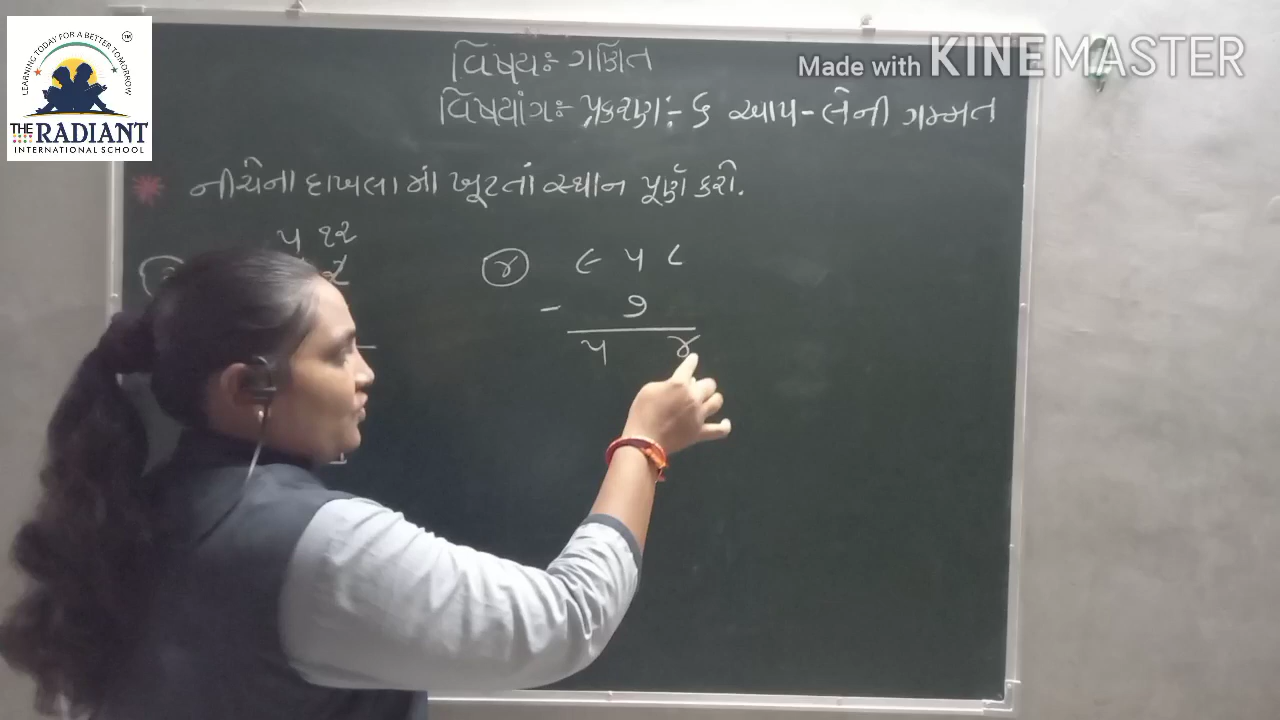 LEARNING TODAY FOR A BETTER TOMORROW
THE RADIANT
INTERNATIONAL SCHOOL
Made with KINEMASTER
વિષય:- ગણિત
વિષયાંગ:- પ્રકરણ:- ૬ આપ-લેની ગમ્મત
નીચેના દાખલામાં ખૂટતાં સ્થાન પૂર્ણ કરો.
૫ ૧૨
૨
૪ ૯ ૫ ૮
- ૭
૫ ૪